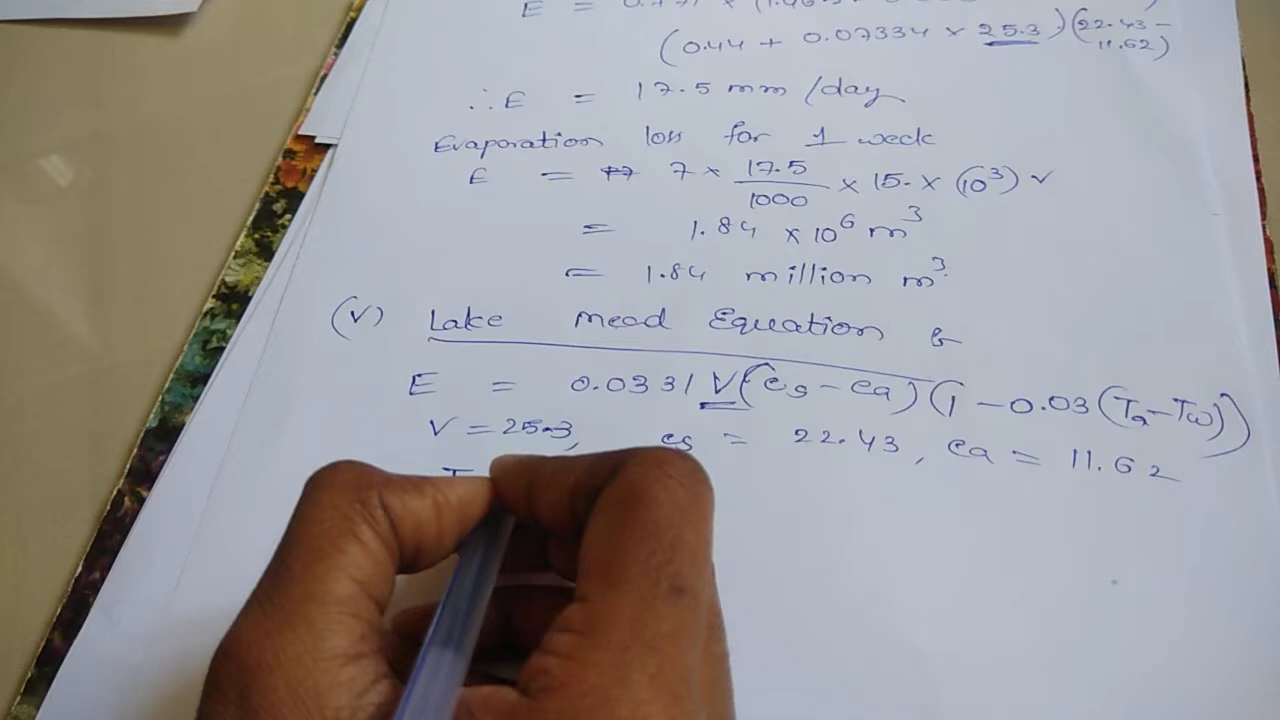 E =
(0.44 + 0.07334 × 25.3)(22.43 - 11.62)
∴ E = 17.5 mm /day
Evaporation loss for 1 week
E = 7 × 17.5/1000 × 15. × (10³) ✓
= 1.84 × 10⁶ m³
= 1.84 million m³.
(V) Lake Mead Equation :-
E = 0.0331 V(es - ea)(1 - 0.03(Ta - Tw))
V = 25.3, es = 22.43, ea = 11.62
T